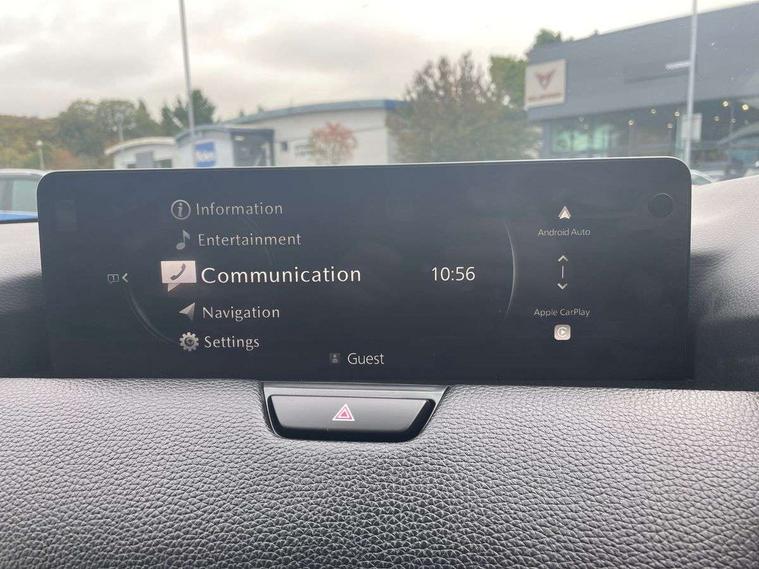 Information
Entertainment
Communication
10:56
Navigation
Settings
Guest
Android Auto
Apple CarPlay